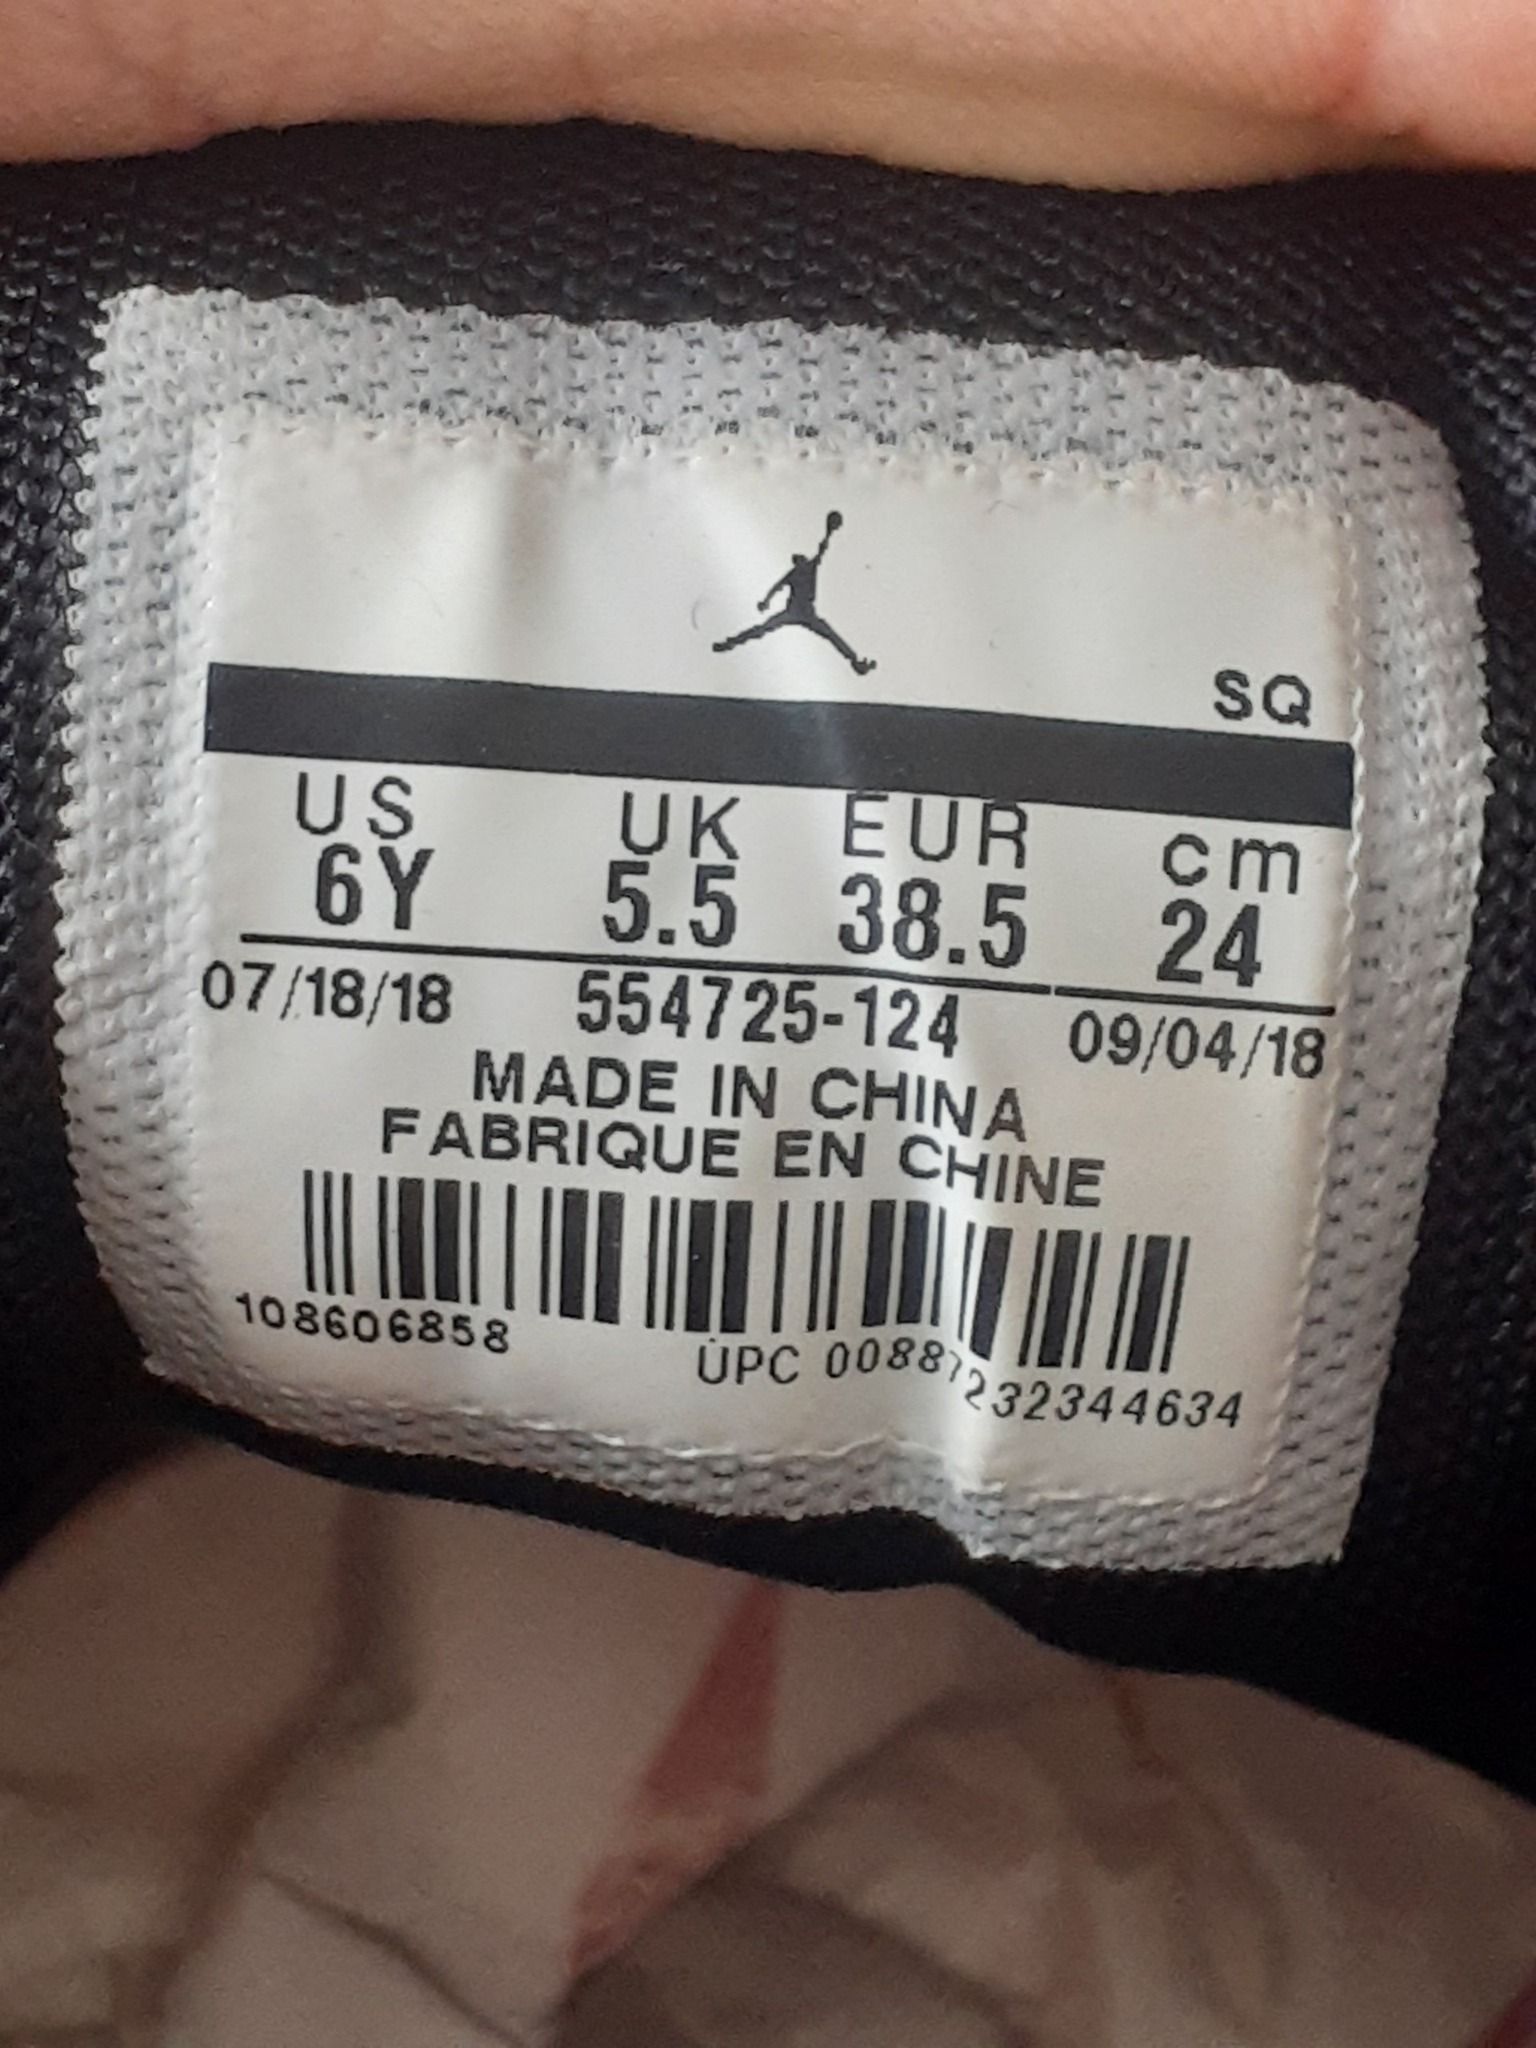 SQ
US UK EUR cm
6Y 5.5 38.5 24
07/18/18 554725-124 09/04/18
MADE IN CHINA
FABRIQUE EN CHINE
108606858
UPC 00887232344634